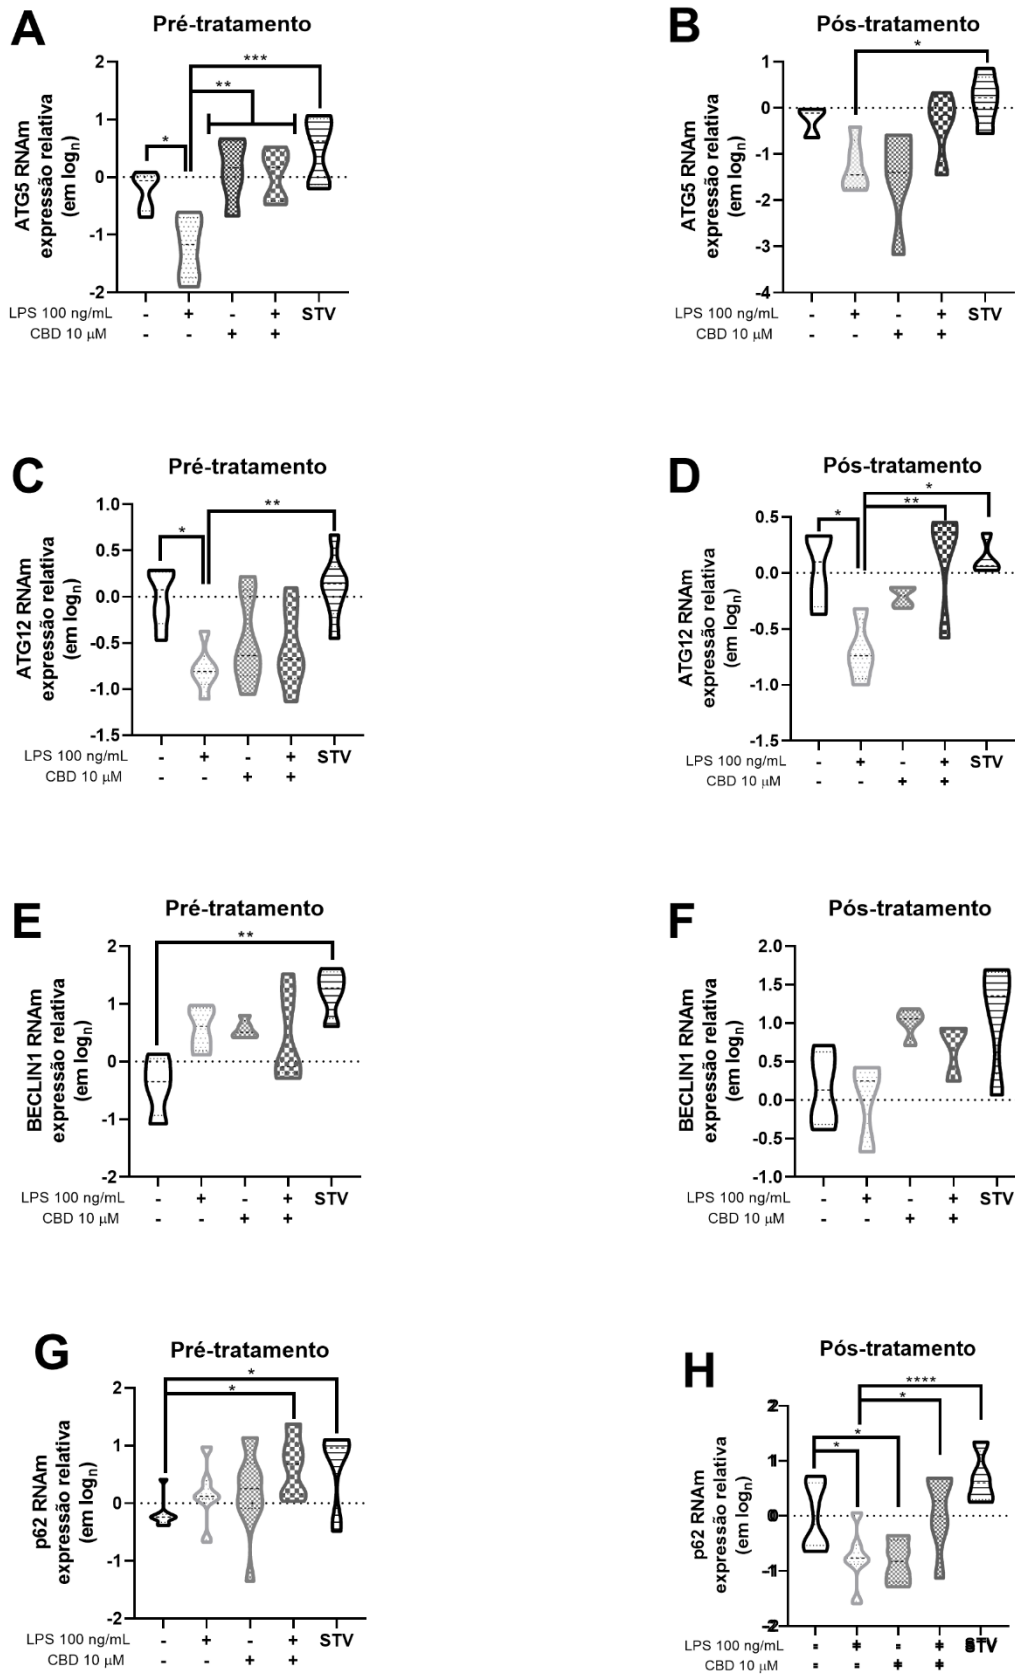 A
Pré-tratamento
***
**
*
2
1
0
-1
-2
ATG5 RNAm
expressão relativa
(em logn)
LPS 100 ng/mL - + - + STV
CBD 10 μM - - + +
B
Pós-tratamento
*
1
0
-1
-2
-3
-4
ATG5 RNAm
expressão relativa
(em logn)
LPS 100 ng/mL - + - + STV
CBD 10 μM - - + +
C
Pré-tratamento
**
*
1.0
0.5
0.0
-0.5
-1.0
-1.5
ATG12 RNAm
expressão relativa
(em logn)
LPS 100 ng/mL - + - + STV
CBD 10 μM - - + +
D
Pós-tratamento
*
**
*
0.5
0.0
-0.5
-1.0
-1.5
ATG12 RNAm
expressão relativa
(em logn)
LPS 100 ng/mL - + - + STV
CBD 10 μM - - + +
E
Pré-tratamento
**
2
1
0
-1
-2
BECLIN1 RNAm
expressão relativa
(em logn)
LPS 100 ng/mL - + - + STV
CBD 10 μM - - + +
F
Pós-tratamento
2.0
1.5
1.0
0.5
0.0
-0.5
-1.0
BECLIN1 RNAm
expressão relativa
(em logn)
LPS 100 ng/mL - + - + STV
CBD 10 μM - - + +
G
Pré-tratamento
*
*
2
1
0
-1
-2
p62 RNAm
expressão relativa
(em logn)
LPS 100 ng/mL - + - + STV
CBD 10 μM - - + +
H
Pós-tratamento
****
*
*
*
2
1
0
-1
-2
p62 RNAm
expressão relativa
(em logn)
LPS 100 ng/mL - + - + STV
CBD 10 μM - - + +